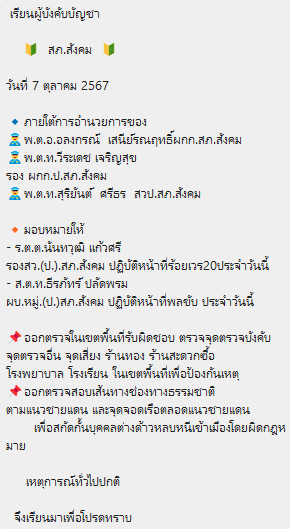 เรียนผู้บังคับบัญชา
🔰 สภ.สังคม 🔰
วันที่ 7 ตุลาคม 2567
🔹ภายใต้การอำนวยการของ
👮พ.ต.อ.อลงกรณ์ เสนีย์รณฤทธิ์ผกก.สภ.สังคม
👮พ.ต.ท.วีระเดช เจริญสุข
รอง ผกก.ป.สภ.สังคม
👮พ.ต.ท.สุริยันต์ ศรีธร สวป.สภ.สังคม
🔸มอบหมายให้
- ร.ต.ต.นันทวุฒิ แก้วศรี
รองสว.(ป.).สภ.สังคม ปฏิบัติหน้าที่ร้อยเวร20ประจำวันนี้
- ส.ต.ท.ธีรภัทร์ ปลัดพรม
ผบ.หมู่.(ป.)สภ.สังคม ปฏิบัติหน้าที่พลขับ ประจำวันนี้
📌ออกตรวจในเขตพื้นที่รับผิดชอบ ตรวจจุดตรวจบังคับ
จุดตรวจอื่น จุดเสี่ยง ร้านทอง ร้านสะดวกซื้อ
โรงพยาบาล โรงเรียน ในเขตพื้นที่เพื่อป้องกันเหตุ
📌ออกตรวจสอบเส้นทางช่องทางธรรมชาติ
ตามแนวชายแดน และจุดจอดเรือตลอดแนวชายแดน
เพื่อสกัดกั้นบุคคลต่างด้าวหลบหนีเข้าเมืองโดยผิดกฎห
มาย
เหตุการณ์ทั่วไปปกติ
จึงเรียนมาเพื่อโปรดทราบ